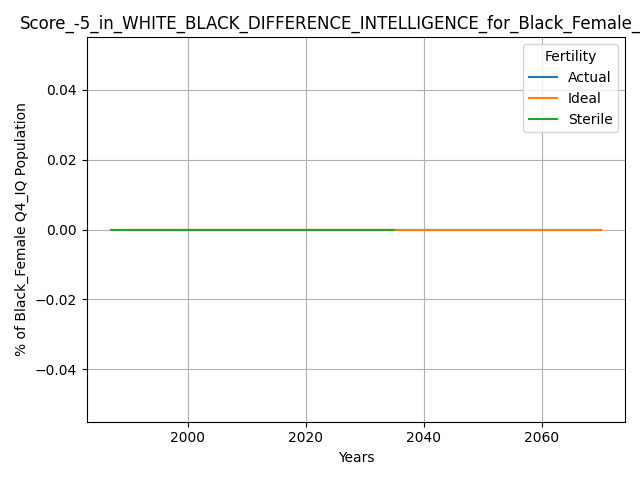 Score_-5_in_WHITE_BLACK_DIFFERENCE_INTELLIGENCE_for_Black_Female_
Fertility
Actual
Ideal
Sterile
% of Black_Female Q4_IQ Population
0.04
0.02
0.00
−0.02
−0.04
2000 2020 2040 2060
Years